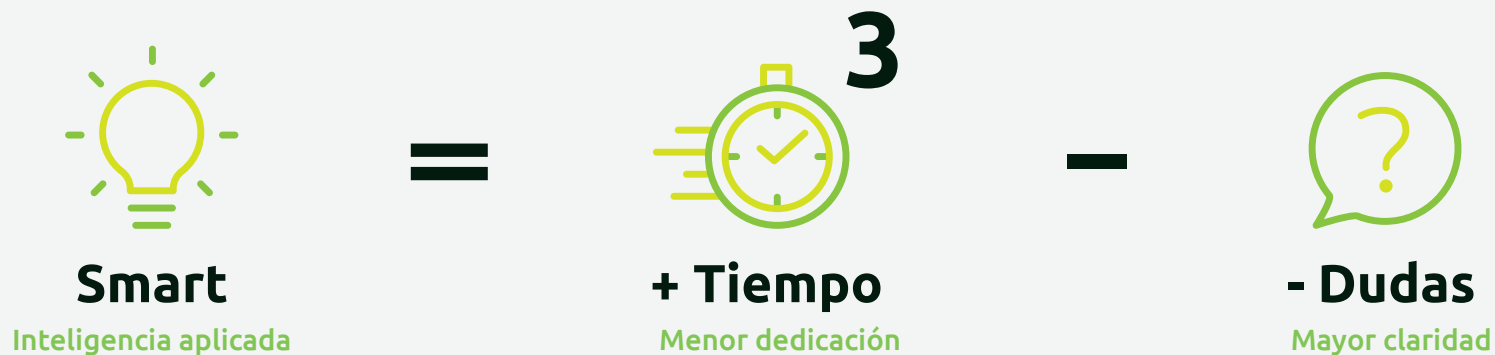 =
3
–
?
Smart
+ Tiempo
- Dudas
Inteligencia aplicada
Menor dedicación
Mayor claridad